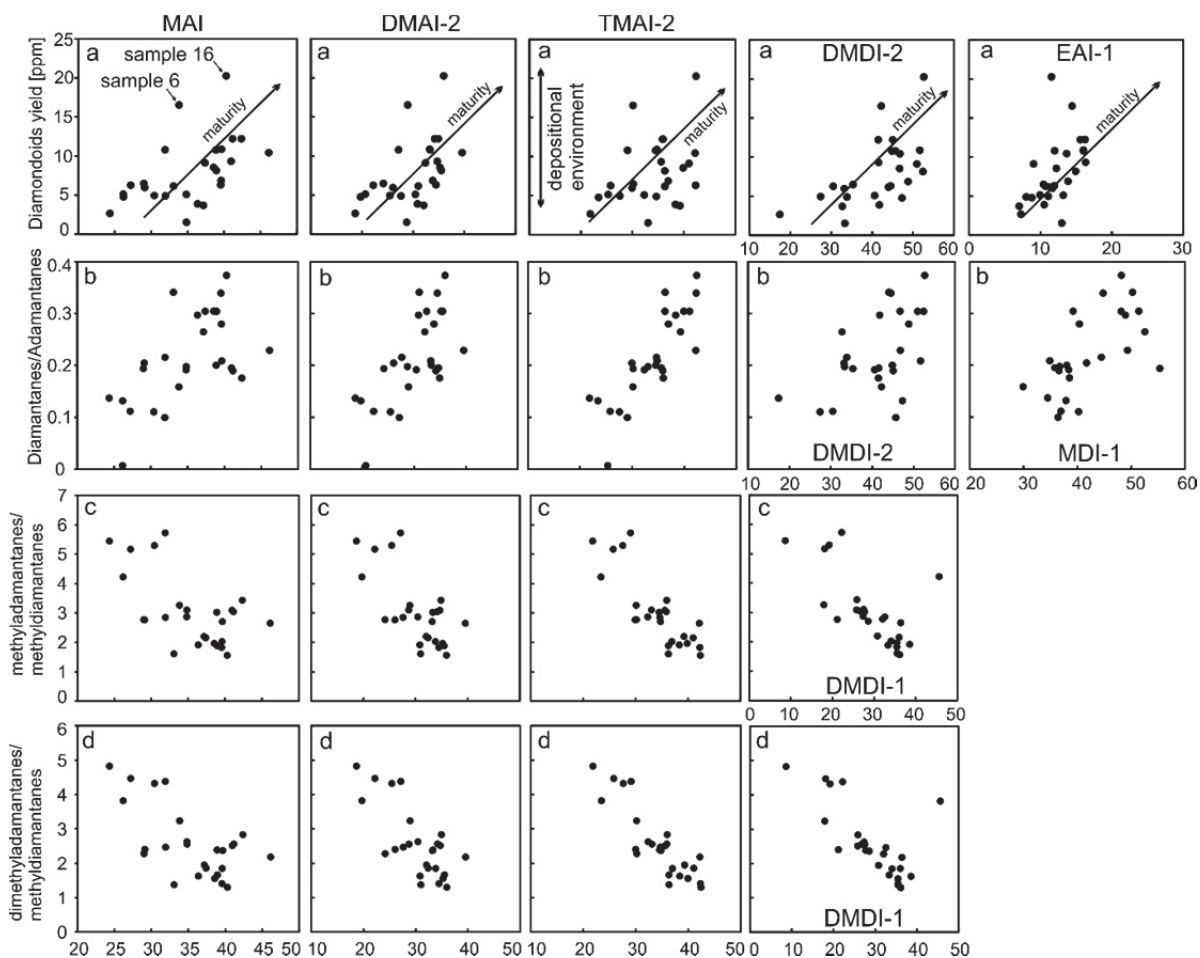 MAI DMAI-2 TMAI-2
a sample 16 a a a DMDI-2 a EAI-1
sample 6
maturity maturity maturity maturity maturity
depositional
environment
Diamondoids yield [ppm]
25
20
15
10
5
0
10 20 30 40 50 60 0 10 20 30
b b b b b
Diamantanes/Adamantanes
0.4
0.3
0.2
0.1
0
DMDI-2 MDI-1
10 20 30 40 50 60 20 30 40 50 60
c c c c
methyladamantanes/
methyldiamantanes
7
6
5
4
3
2
1
0
DMDI-1
0 10 20 30 40 50
d d d d
dimethyladamantanes/
methyldiamantanes
6
5
4
3
2
1
0
DMDI-1
20 25 30 35 40 45 50 10 20 30 40 50 10 20 30 40 50 0 10 20 30 40 50